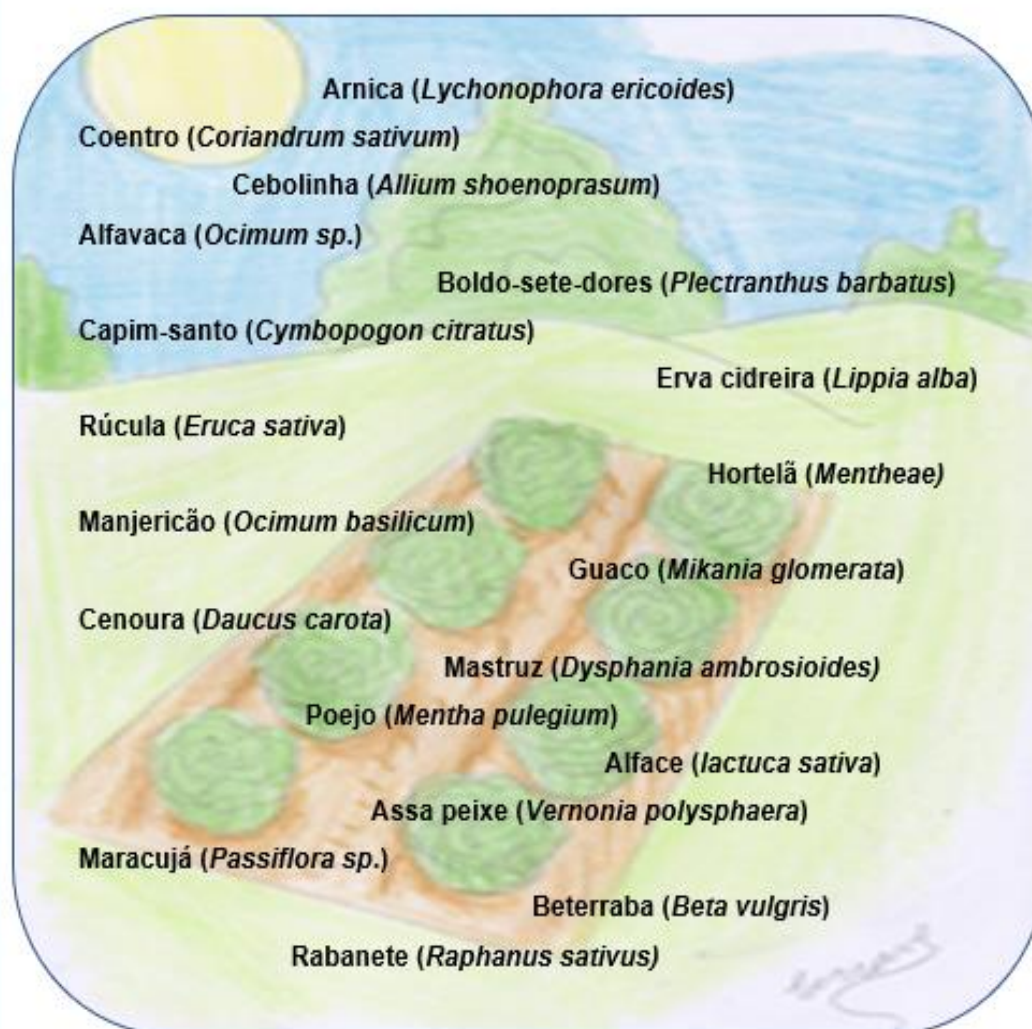 Arnica (Lychonophora ericoides)
Coentro (Coriandrum sativum)
Cebolinha (Allium shoenoprasum)
Alfavaca (Ocimum sp.)
Boldo-sete-dores (Plectranthus barbatus)
Capim-santo (Cymbopogon citratus)
Erva cidreira (Lippia alba)
Rúcula (Eruca sativa)
Hortelã (Mentheae)
Manjericão (Ocimum basilicum)
Guaco (Mikania glomerata)
Cenoura (Daucus carota)
Mastruz (Dysphania ambrosioides)
Poejo (Mentha pulegium)
Alface (lactuca sativa)
Assa peixe (Vernonia polysphaera)
Maracujá (Passiflora sp.)
Beterraba (Beta vulgris)
Rabanete (Raphanus sativus)